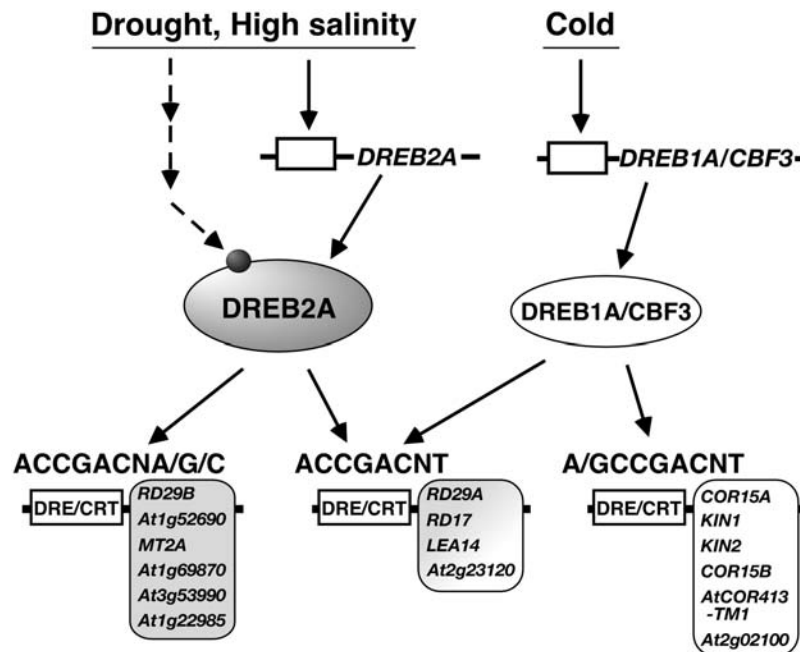 Drought, High salinity
Cold
DREB2A
DREB1A/CBF3
DREB2A
DREB1A/CBF3
ACCGACNA/G/C
ACCGACNT
A/GCCGACNT
DRE/CRT
RD29B
At1g52690
MT2A
At1g69870
At3g53990
At1g22985
DRE/CRT
RD29A
RD17
LEA14
At2g23120
DRE/CRT
COR15A
KIN1
KIN2
COR15B
AtCOR413
-TM1
At2g02100